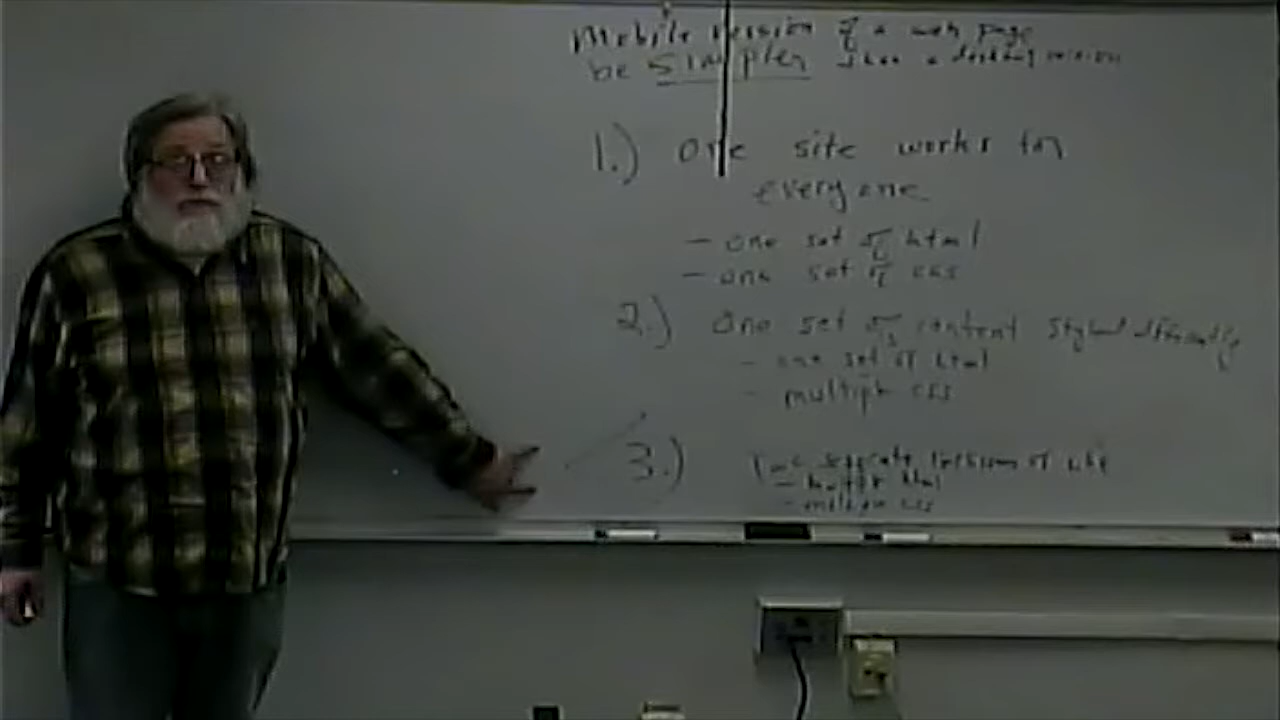 Mobile version of a web page
be simpler than a desktop version
1.) One site works for
everyone
- one set of html
- one set of css
2.) One set of content styled differently
- one set of html
- multiple css
3.) Two separate versions of site
- multiple html
- multiple css